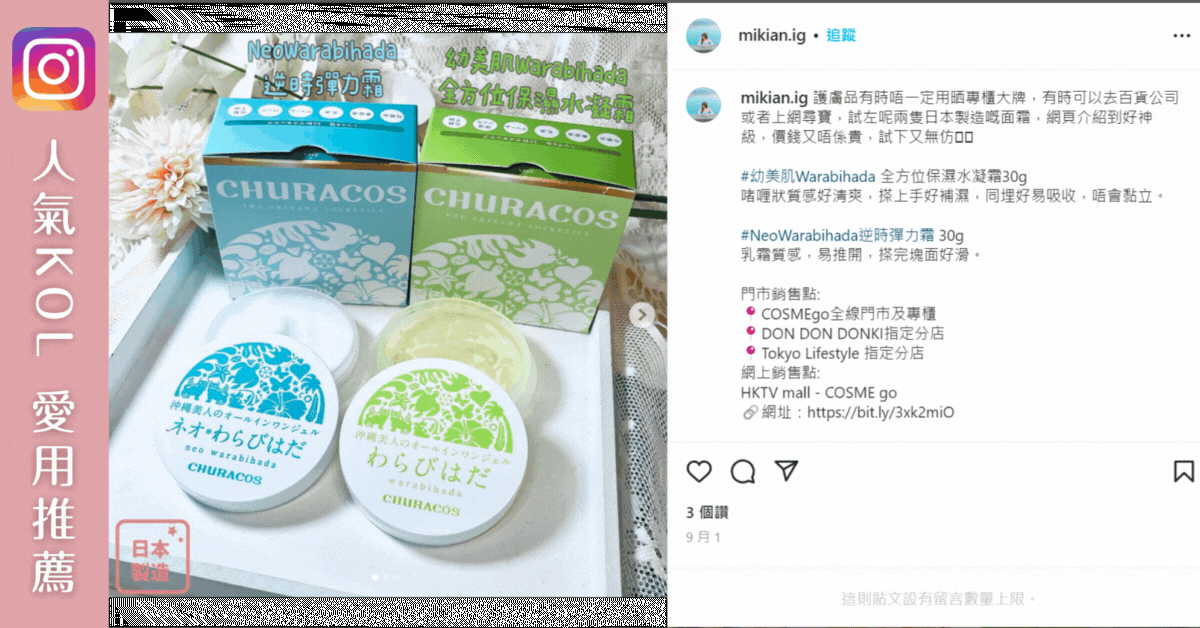 人氣KOL 愛用推薦
NeoWarabihada
逆時彈力霜
幼美肌Warabihada
全方位保濕水凝霜
CHURACOS
THE OKINAWA COSMETICS
CHURACOS
THE OKINAWA COSMETICS
沖縄美人のオールインワンジェル
ネオ•わらびはだ
neo warabihada
CHURACOS
沖縄美人のオールインワンジェル
わらびはだ
warabihada
CHURACOS
日本
製造
mikian.ig • 追蹤
mikian.ig 護膚品有時唔一定用晒專櫃大牌，有時可以去百貨公司
或者上網尋寶，試左呢兩隻日本製造嘅面霜，網頁介紹到好神
級，價錢又唔係貴，試下又無仿
#幼美肌Warabihada 全方位保濕水凝霜30g
啫喱狀質感好清爽，搽上手好補濕，同埋好易吸收，唔會黏立。
#NeoWarabihada逆時彈力霜 30g
乳霜質感，易推開，搽完塊面好滑。
門市銷售點:
📍COSMEgo全線門市及專櫃
📍DON DON DONKI指定分店
📍Tokyo Lifestyle 指定分店
網上銷售點:
HKTV mall - COSME go
🔗網址：https://bit.ly/3xk2miO
3 個讚
9 月 1
這則貼文設有留言數量上限。